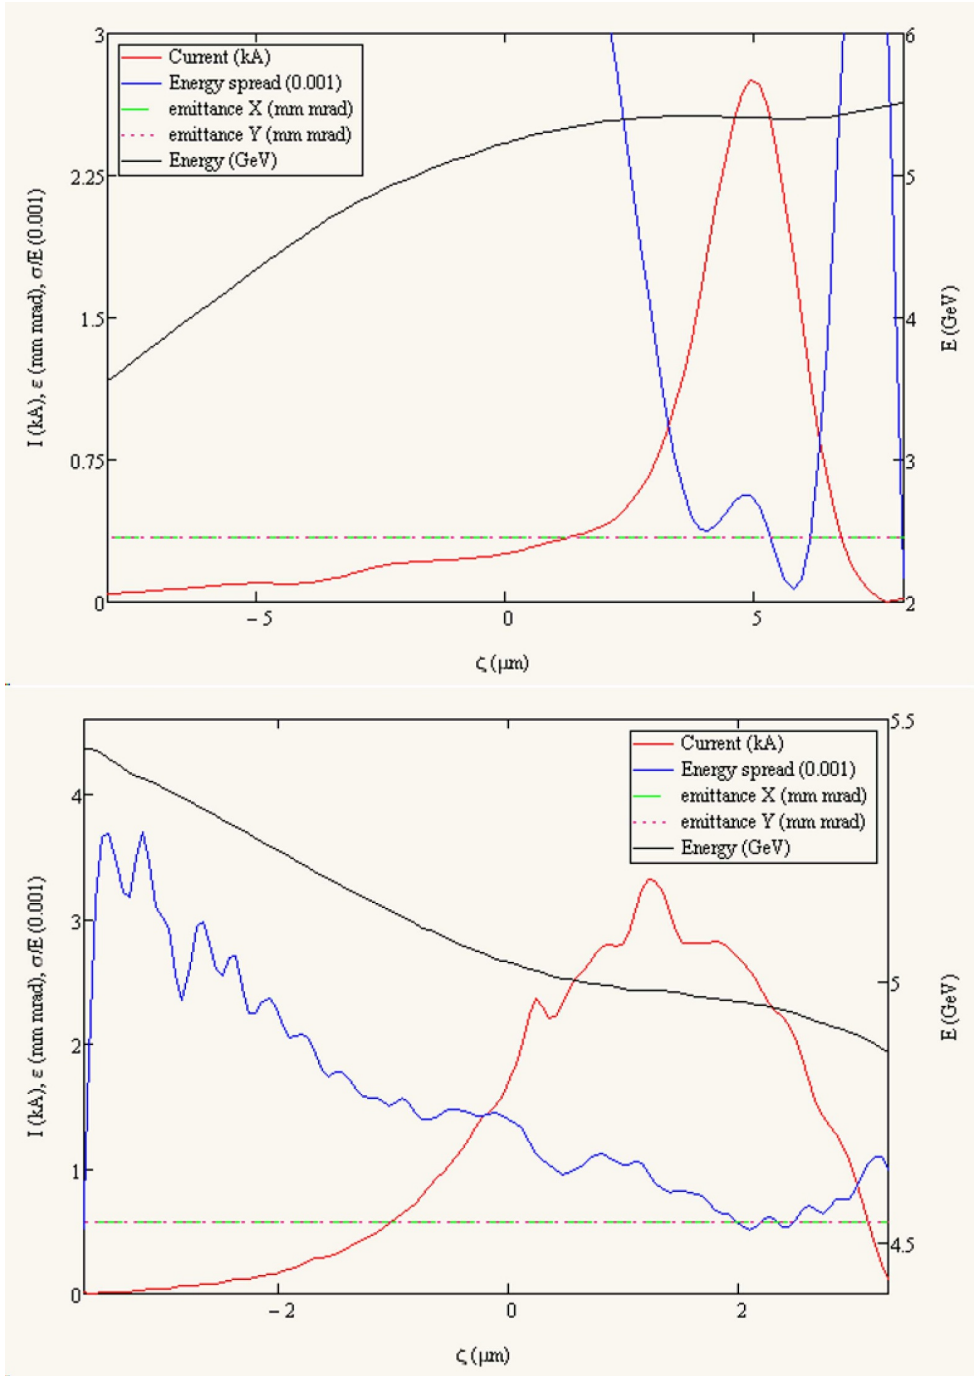 3
6
Current (kA)
Energy spread (0.001)
emittance X (mm mrad)
emittance Y (mm mrad)
Energy (GeV)
2.25
5
I (kA), ε (mm mrad), σ/E (0.001)
1.5
4
E (GeV)
0.75
3
0
2
−5
0
5
ς (μm)
5.5
Current (kA)
Energy spread (0.001)
emittance X (mm mrad)
emittance Y (mm mrad)
Energy (GeV)
4
3
I (kA), ε (mm mrad), σ/E (0.001)
5
E (GeV)
2
1
4.5
0
−2
0
2
ς (μm)